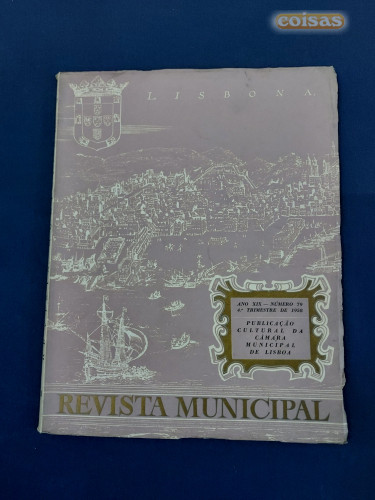 coisas
LISBONA
ANO XIX — NÚMERO 79
4.º TRIMESTRE DE 1958
PUBLICAÇÃO
CULTURAL DA
CÂMARA
MUNICIPAL
DE LISBOA
REVISTA MUNICIPAL